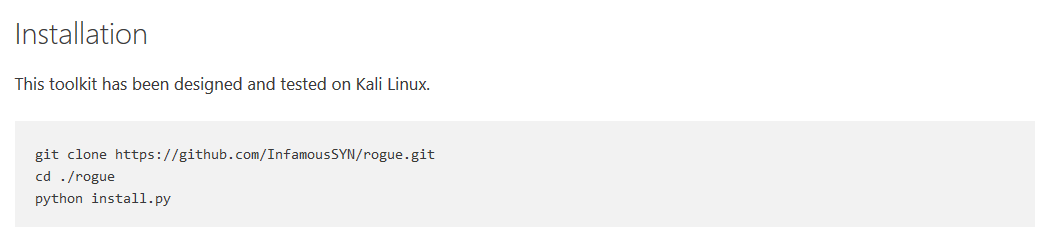 Installation
This toolkit has been designed and tested on Kali Linux.
git clone https://github.com/InfamousSYN/rogue.git
cd ./rogue
python install.py